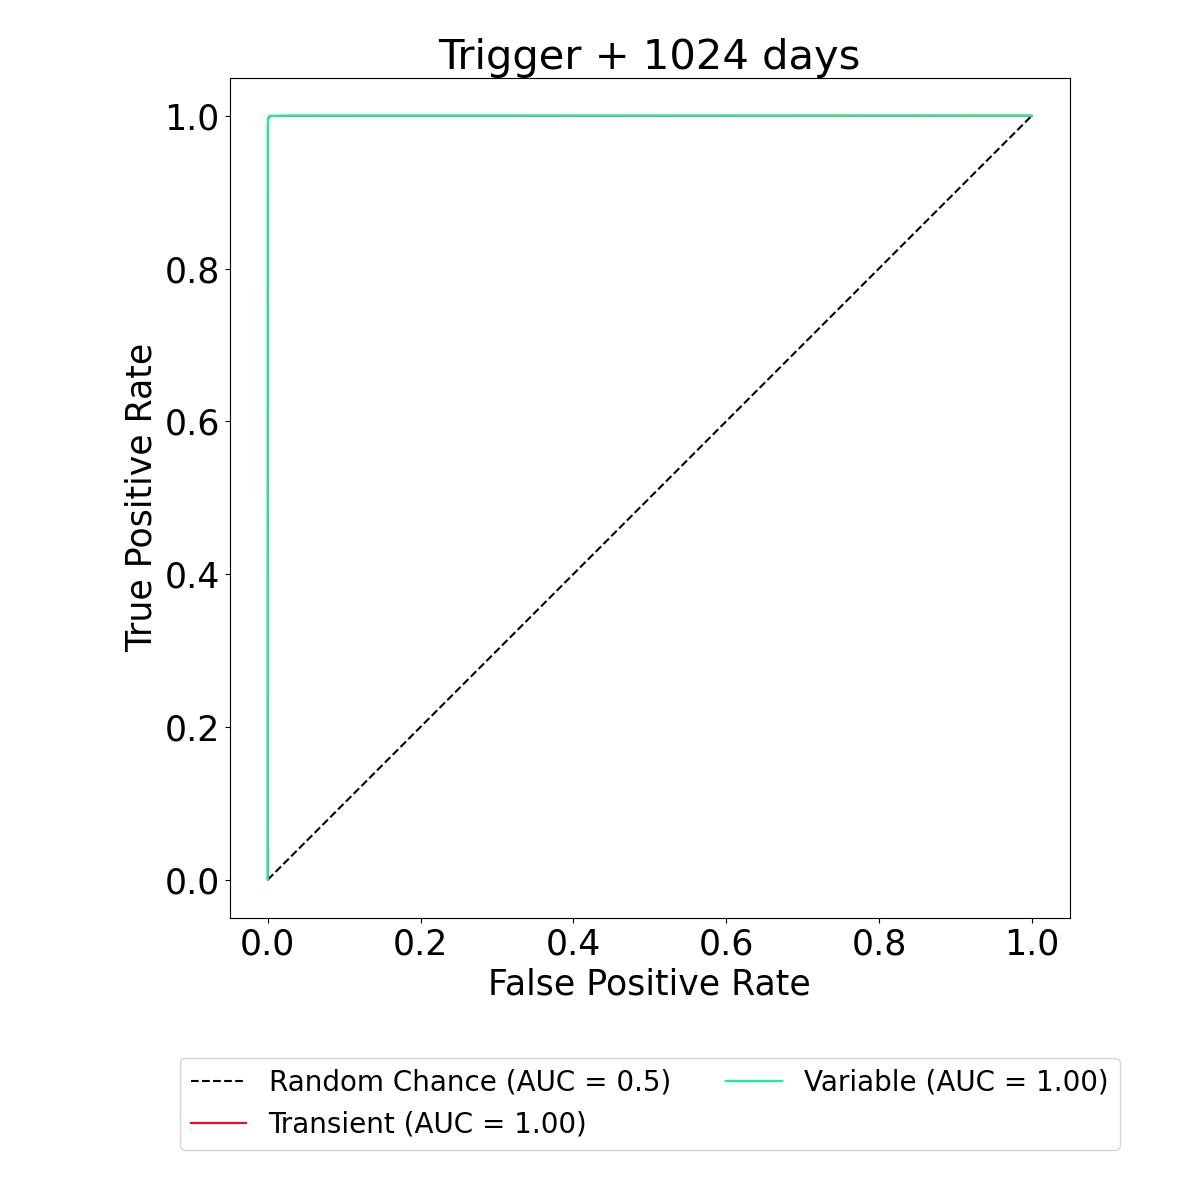 Trigger + 1024 days
1.0
0.8
0.6
0.4
0.2
0.0
True Positive Rate
0.0 0.2 0.4 0.6 0.8 1.0
False Positive Rate
Random Chance (AUC = 0.5)
Transient (AUC = 1.00)
Variable (AUC = 1.00)